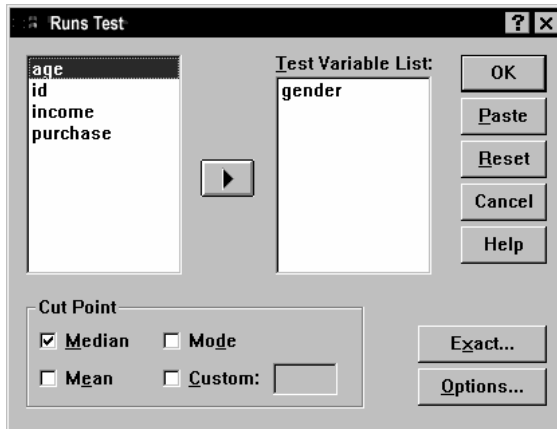 Runs Test
age
id
income
purchase
Test Variable List:
gender
OK
Paste
Reset
Cancel
Help
Cut Point
Median
Mode
Mean
Custom:
Exact...
Options...